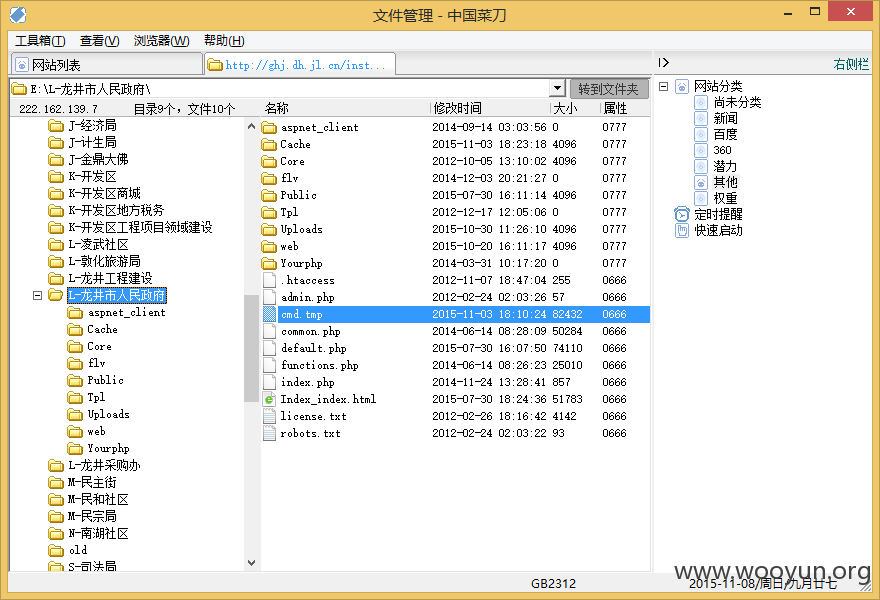 文件管理 - 中国菜刀
工具箱(T) 查看(V) 浏览器(W) 帮助(H)
网站列表
http://ghj.dh.jl.cn/inst...
右侧栏
E:\L-龙井市人民政府\
转到文件夹
222.162.139.7 目录9个，文件10个
J-经济局
J-计生局
J-金鼎大佛
K-开发区
K-开发区商城
K-开发区地方税务
K-开发区工程项目领域建设
L-凌武社区
L-敦化旅游局
L-龙井工程建设
L-龙井市人民政府
aspnet_client
Cache
Core
flv
Public
Tpl
Uploads
web
Yourphp
L-龙井采购办
M-民主街
M-民和社区
M-民宗局
N-南湖社区
old
S-司法局
名称 修改时间 大小 属性
aspnet_client 2014-09-14 03:03:56 0 0777
Cache 2015-11-03 18:23:18 4096 0777
Core 2012-10-05 13:10:02 4096 0777
flv 2014-12-03 20:21:27 0 0777
Public 2015-07-30 16:11:14 4096 0777
Tpl 2012-12-17 12:05:06 0 0777
Uploads 2015-10-30 11:26:10 4096 0777
web 2015-10-20 16:11:17 4096 0777
Yourphp 2014-03-31 10:17:20 0 0777
.htaccess 2012-11-07 18:47:04 255 0666
admin.php 2012-02-24 02:03:26 57 0666
cmd.tmp 2015-11-03 18:10:24 82432 0666
common.php 2014-06-14 08:28:09 50284 0666
default.php 2015-07-30 16:07:50 74110 0666
functions.php 2014-06-14 08:26:23 25010 0666
index.php 2014-11-24 13:28:41 857 0666
Index_index.html 2015-07-30 18:24:36 51783 0666
license.txt 2012-02-26 18:16:42 4142 0666
robots.txt 2012-02-24 02:03:22 93 0666
网站分类
尚未分类
新闻
百度
360
潜力
其他
权重
定时提醒
快速启动
GB2312
2015-11-08/周日/九月廿七
www.wooyun.org